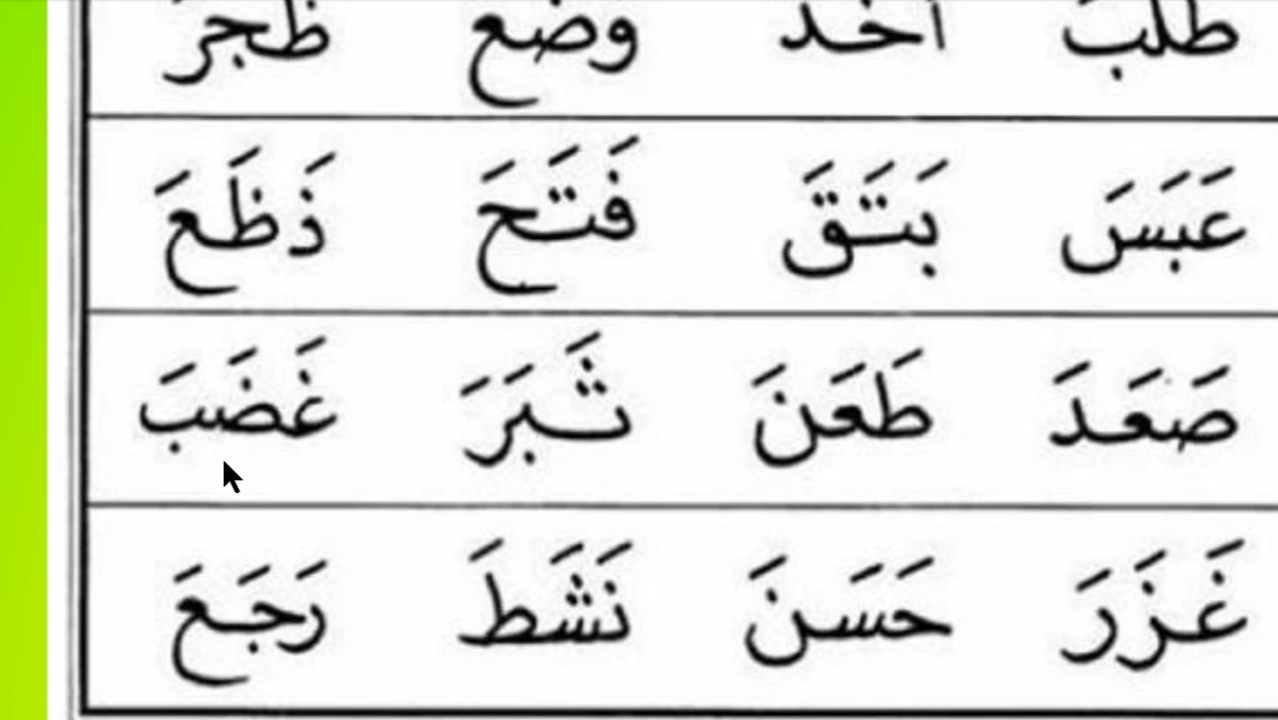 طلب أخذ وضع ظجر
عَبَسَ بَتَقَ فَتَحَ ذَظَعَ
صَعَدَ طَعَنَ ثَبَرَ غَضَبَ
غَزَرَ حَسَنَ نَشَطَ رَجَعَ